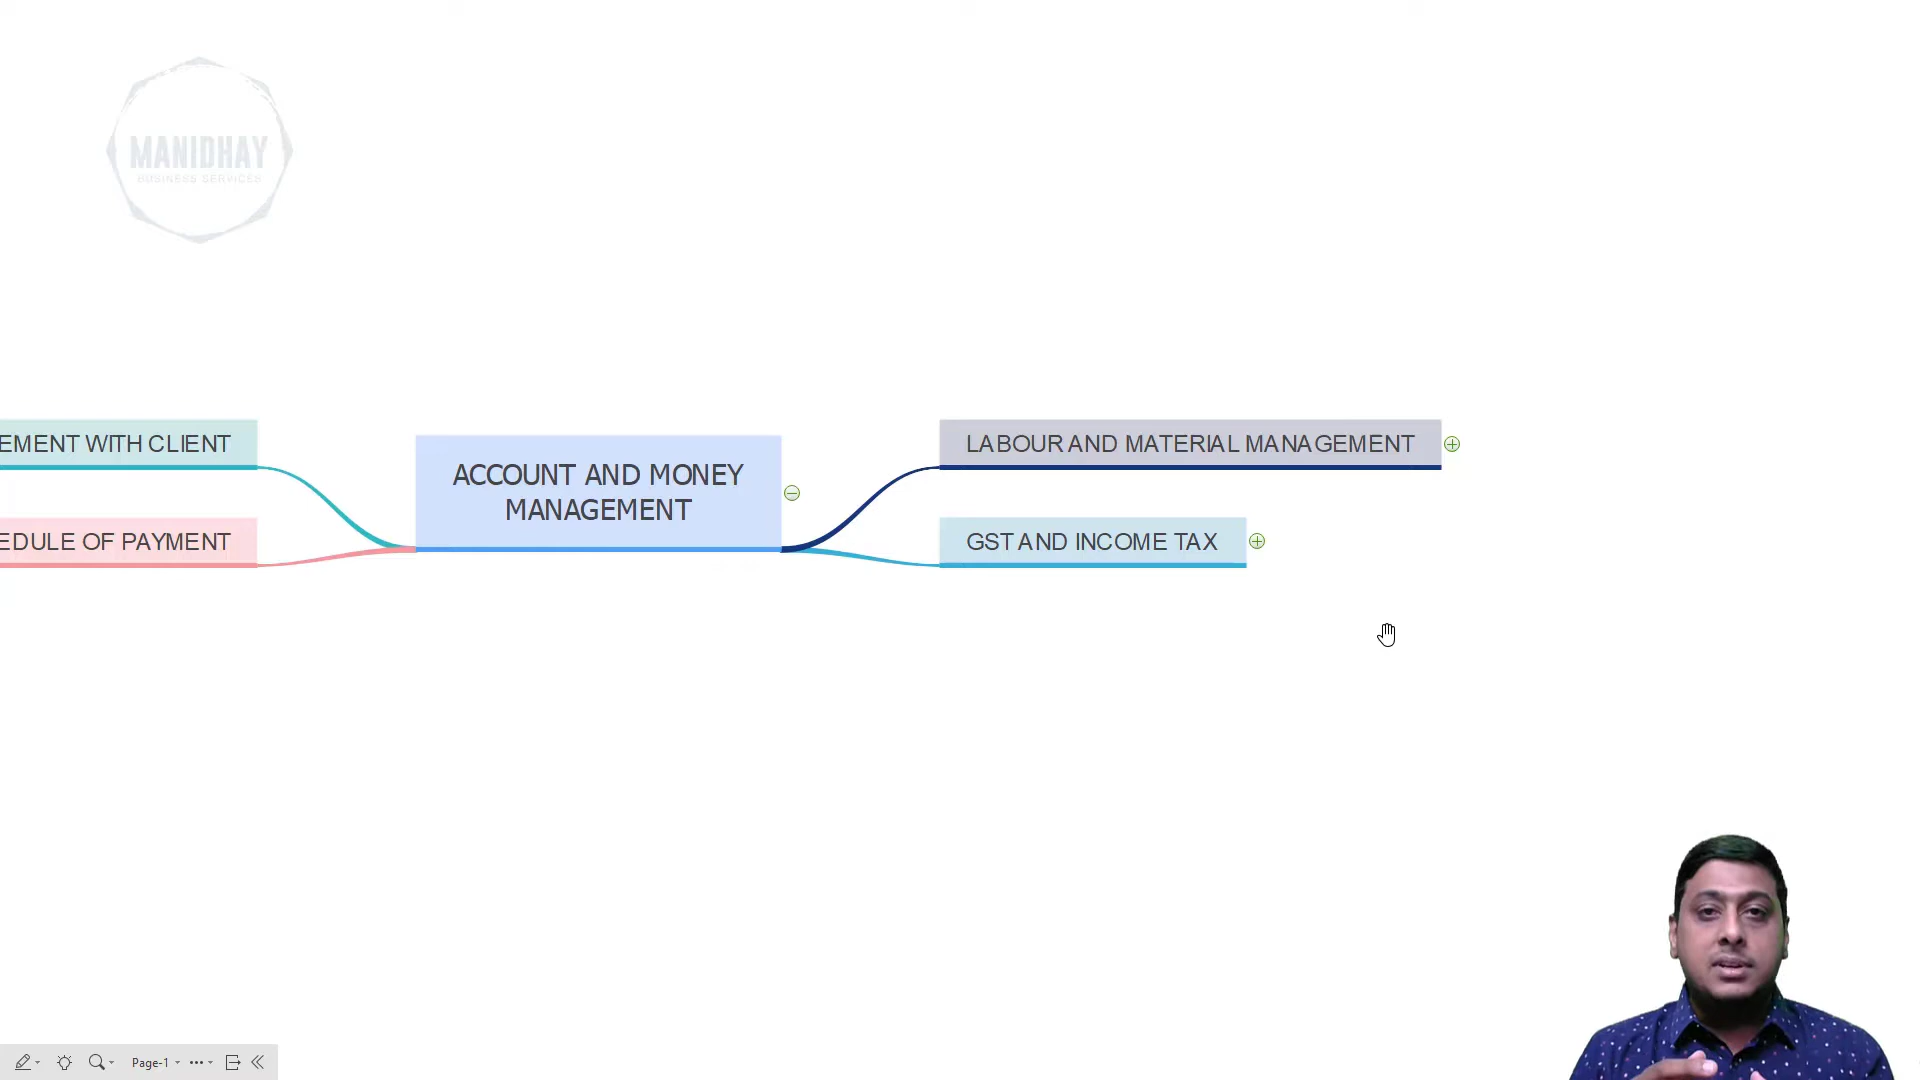 MANIDHAY
BUSINESS SERVICES
EMENT WITH CLIENT
EDULE OF PAYMENT
ACCOUNT AND MONEY
MANAGEMENT
LABOUR AND MATERIAL MANAGEMENT
GST AND INCOME TAX
Page-1